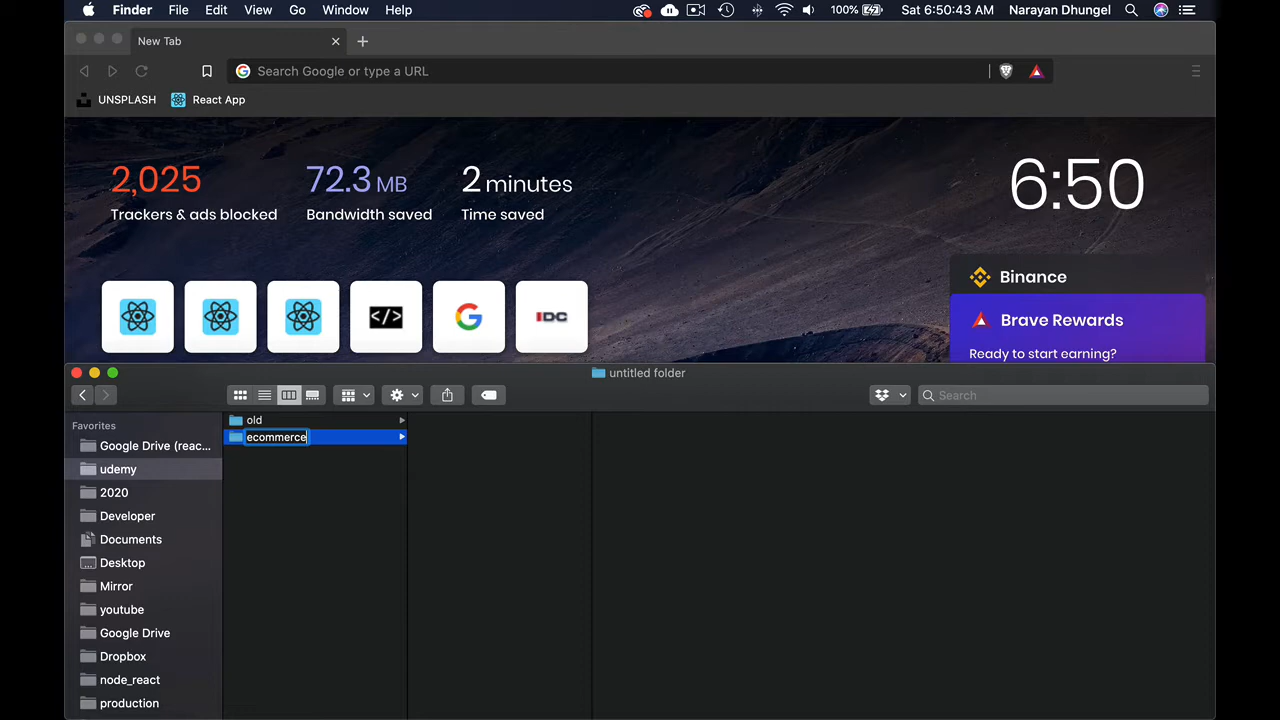 Finder File Edit View Go Window Help 100% Sat 6:50:43 AM Narayan Dhungel
New Tab
Search Google or type a URL
UNSPLASH React App
2,025 72.3 MB 2 minutes
Trackers & ads blocked Bandwidth saved Time saved
6:50
Binance
</> G IDC
Brave Rewards
Ready to start earning?
untitled folder
Search
Favorites
Google Drive (reac...
udemy
2020
Developer
Documents
Desktop
Mirror
youtube
Google Drive
Dropbox
node_react
production
old
ecommerce